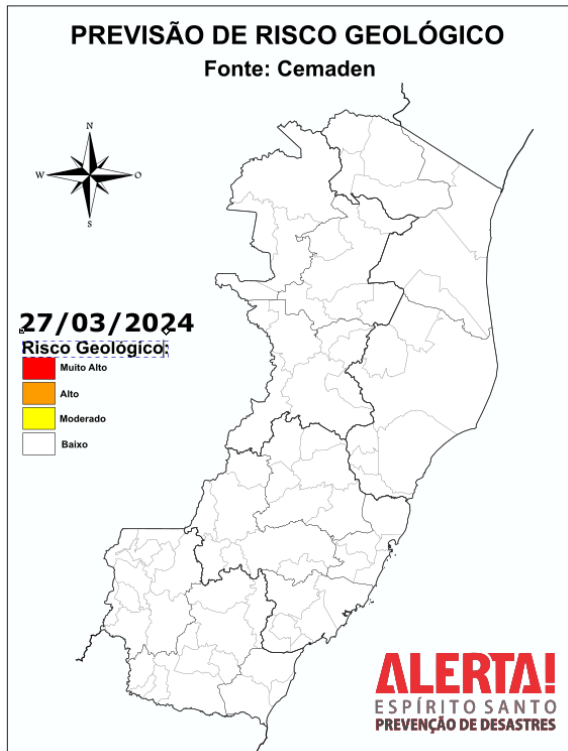 PREVISÃO DE RISCO GEOLÓGICO
Fonte: Cemaden
N
W
O
S
27/03/2024
Risco Geológico:
Muito Alto
Alto
Moderado
Baixo
ALERTA!
ESPÍRITO SANTO
PREVENÇÃO DE DESASTRES